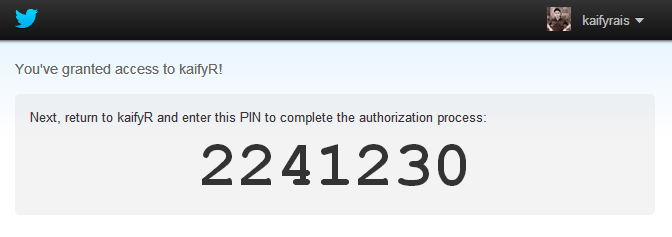 kaifyrais
You've granted access to kaifyR!
Next, return to kaifyR and enter this PIN to complete the authorization process:
2241230